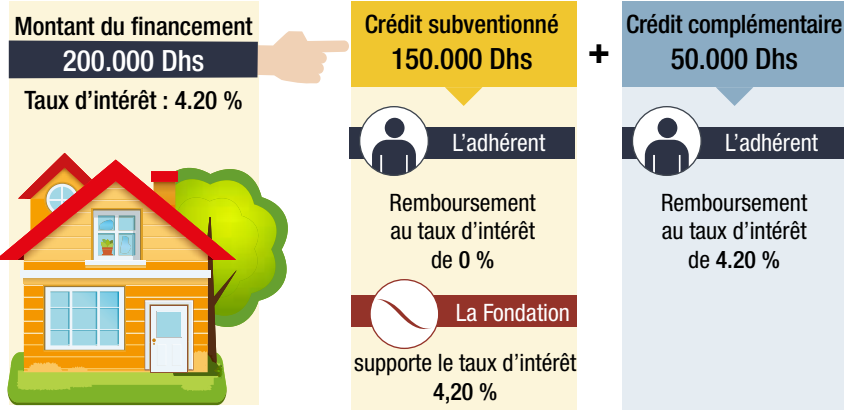 Montant du financement
200.000 Dhs
Taux d'intérêt : 4.20 %
Crédit subventionné
150.000 Dhs
L'adhérent
Remboursement
au taux d'intérêt
de 0 %
La Fondation
supporte le taux d'intérêt
4,20 %
+
Crédit complémentaire
50.000 Dhs
L'adhérent
Remboursement
au taux d'intérêt
de 4.20 %